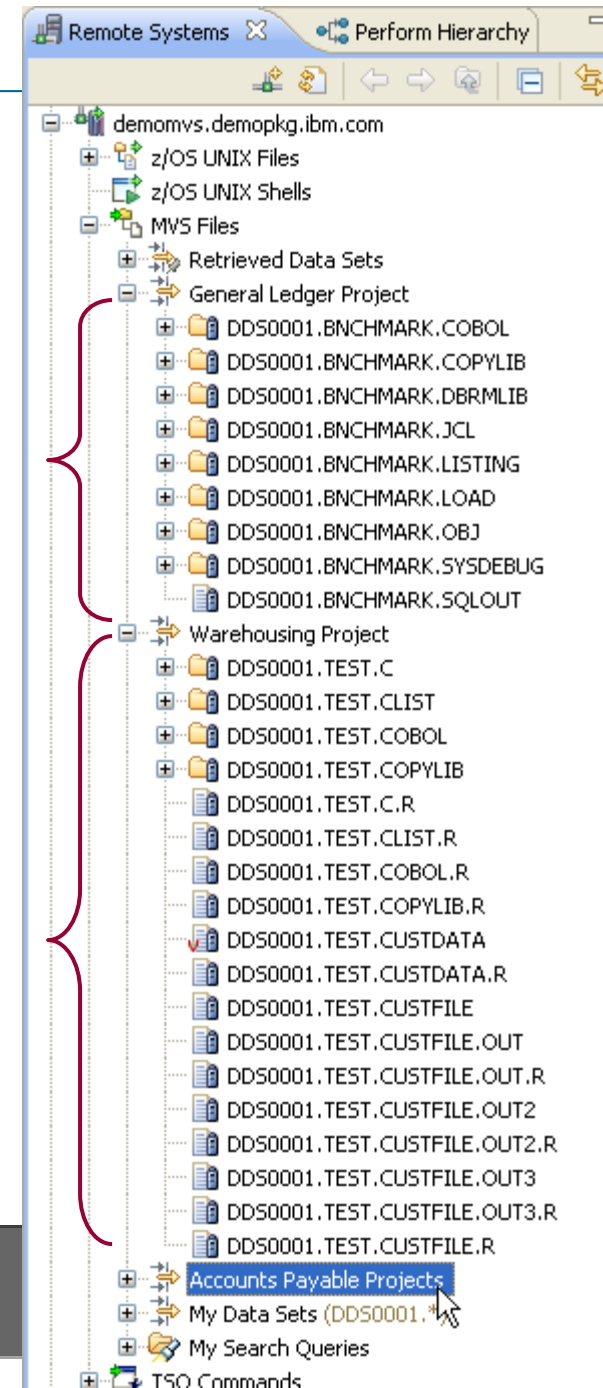 Remote Systems Perform Hierarchy
demomvs.demopkg.ibm.com
z/OS UNIX Files
z/OS UNIX Shells
MVS Files
Retrieved Data Sets
General Ledger Project
DDS0001.BNCHMARK.COBOL
DDS0001.BNCHMARK.COPYLIB
DDS0001.BNCHMARK.DBRMLIB
DDS0001.BNCHMARK.JCL
DDS0001.BNCHMARK.LISTING
DDS0001.BNCHMARK.LOAD
DDS0001.BNCHMARK.OBJ
DDS0001.BNCHMARK.SYSDEBUG
DDS0001.BNCHMARK.SQLOUT
Warehousing Project
DDS0001.TEST.C
DDS0001.TEST.CLIST
DDS0001.TEST.COBOL
DDS0001.TEST.COPYLIB
DDS0001.TEST.C.R
DDS0001.TEST.CLIST.R
DDS0001.TEST.COBOL.R
DDS0001.TEST.COPYLIB.R
DDS0001.TEST.CUSTDATA
DDS0001.TEST.CUSTDATA.R
DDS0001.TEST.CUSTFILE
DDS0001.TEST.CUSTFILE.OUT
DDS0001.TEST.CUSTFILE.OUT.R
DDS0001.TEST.CUSTFILE.OUT2
DDS0001.TEST.CUSTFILE.OUT2.R
DDS0001.TEST.CUSTFILE.OUT3
DDS0001.TEST.CUSTFILE.OUT3.R
DDS0001.TEST.CUSTFILE.R
Accounts Payable Projects
My Data Sets (DDS0001.*)
My Search Queries
TSO Commands